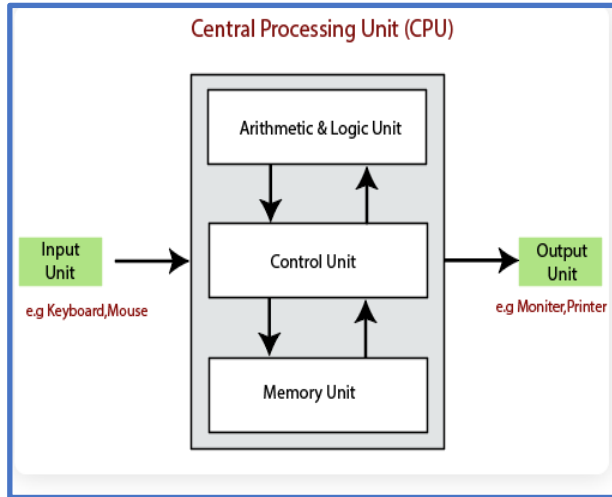 Central Processing Unit (CPU)
Arithmetic & Logic Unit
Control Unit
Memory Unit
Input
Unit
e.g Keyboard,Mouse
Output
Unit
e.g Moniter,Printer